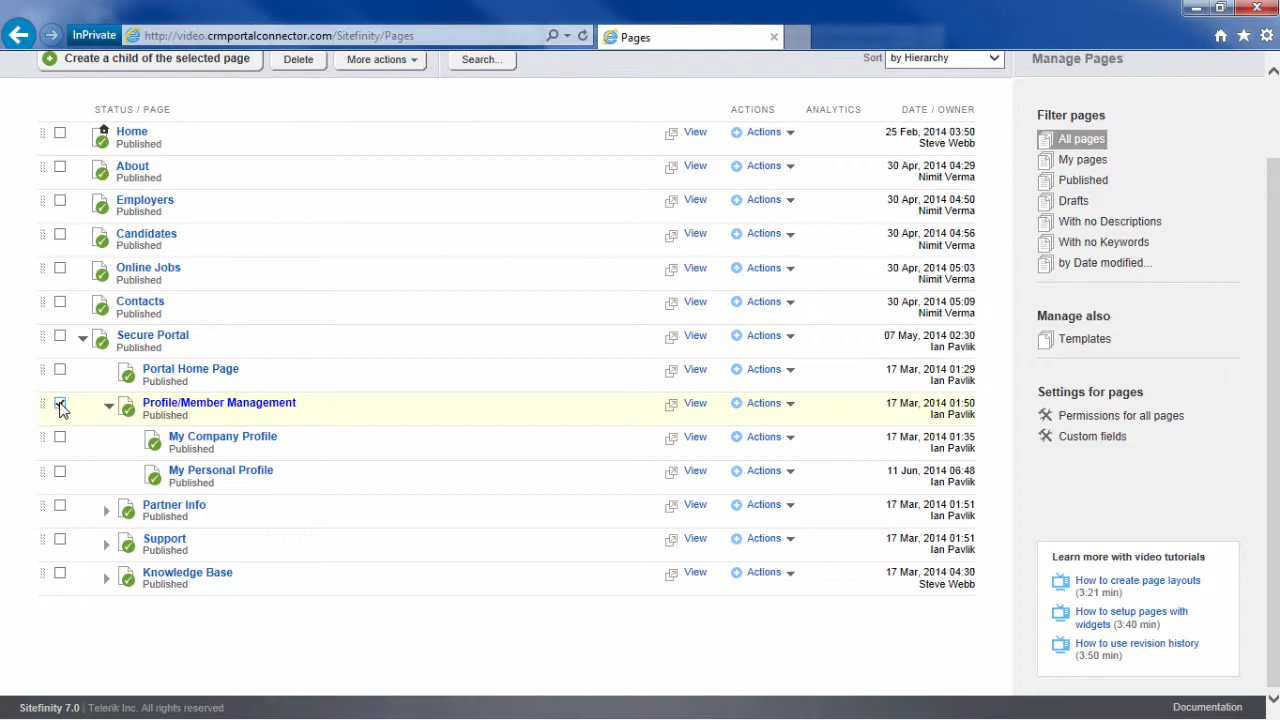 InPrivate
http://video.crmportalconnector.com/Sitefinity/Pages
Pages
Create a child of the selected page
Delete
More actions
Search...
Sort
by Hierarchy
Manage Pages
STATUS / PAGE
ACTIONS
ANALYTICS
DATE / OWNER
Home
Published
View
Actions
25 Feb, 2014 03:50
Steve Webb
About
Published
View
Actions
30 Apr, 2014 04:29
Nimit Verma
Employers
Published
View
Actions
30 Apr, 2014 04:50
Nimit Verma
Candidates
Published
View
Actions
30 Apr, 2014 04:56
Nimit Verma
Online Jobs
Published
View
Actions
30 Apr, 2014 05:03
Nimit Verma
Contacts
Published
View
Actions
30 Apr, 2014 05:09
Nimit Verma
Secure Portal
Published
View
Actions
07 May, 2014 02:30
Ian Pavlik
Portal Home Page
Published
View
Actions
17 Mar, 2014 01:29
Ian Pavlik
Profile/Member Management
Published
View
Actions
17 Mar, 2014 01:50
Ian Pavlik
My Company Profile
Published
View
Actions
17 Mar, 2014 01:35
Ian Pavlik
My Personal Profile
Published
View
Actions
11 Jun, 2014 06:48
Ian Pavlik
Partner Info
Published
View
Actions
17 Mar, 2014 01:51
Ian Pavlik
Support
Published
View
Actions
17 Mar, 2014 01:51
Ian Pavlik
Knowledge Base
Published
View
Actions
17 Mar, 2014 04:30
Steve Webb
Filter pages
All pages
My pages
Published
Drafts
With no Descriptions
With no Keywords
by Date modified...
Manage also
Templates
Settings for pages
Permissions for all pages
Custom fields
Learn more with video tutorials
How to create page layouts
(3:21 min)
How to setup pages with
widgets (3:40 min)
How to use revision history
(3:50 min)
Sitefinity 7.0 | Telerik Inc. All rights reserved
Documentation